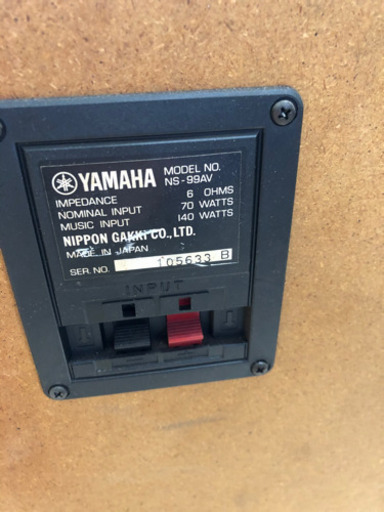 YAMAHA MODEL NO.
NS-99AV
IMPEDANCE 6 OHMS
NOMINAL INPUT 70 WATTS
MUSIC INPUT 140 WATTS
NIPPON GAKKI CO., LTD.
MADE IN JAPAN
SER. NO. 105633 B
INPUT